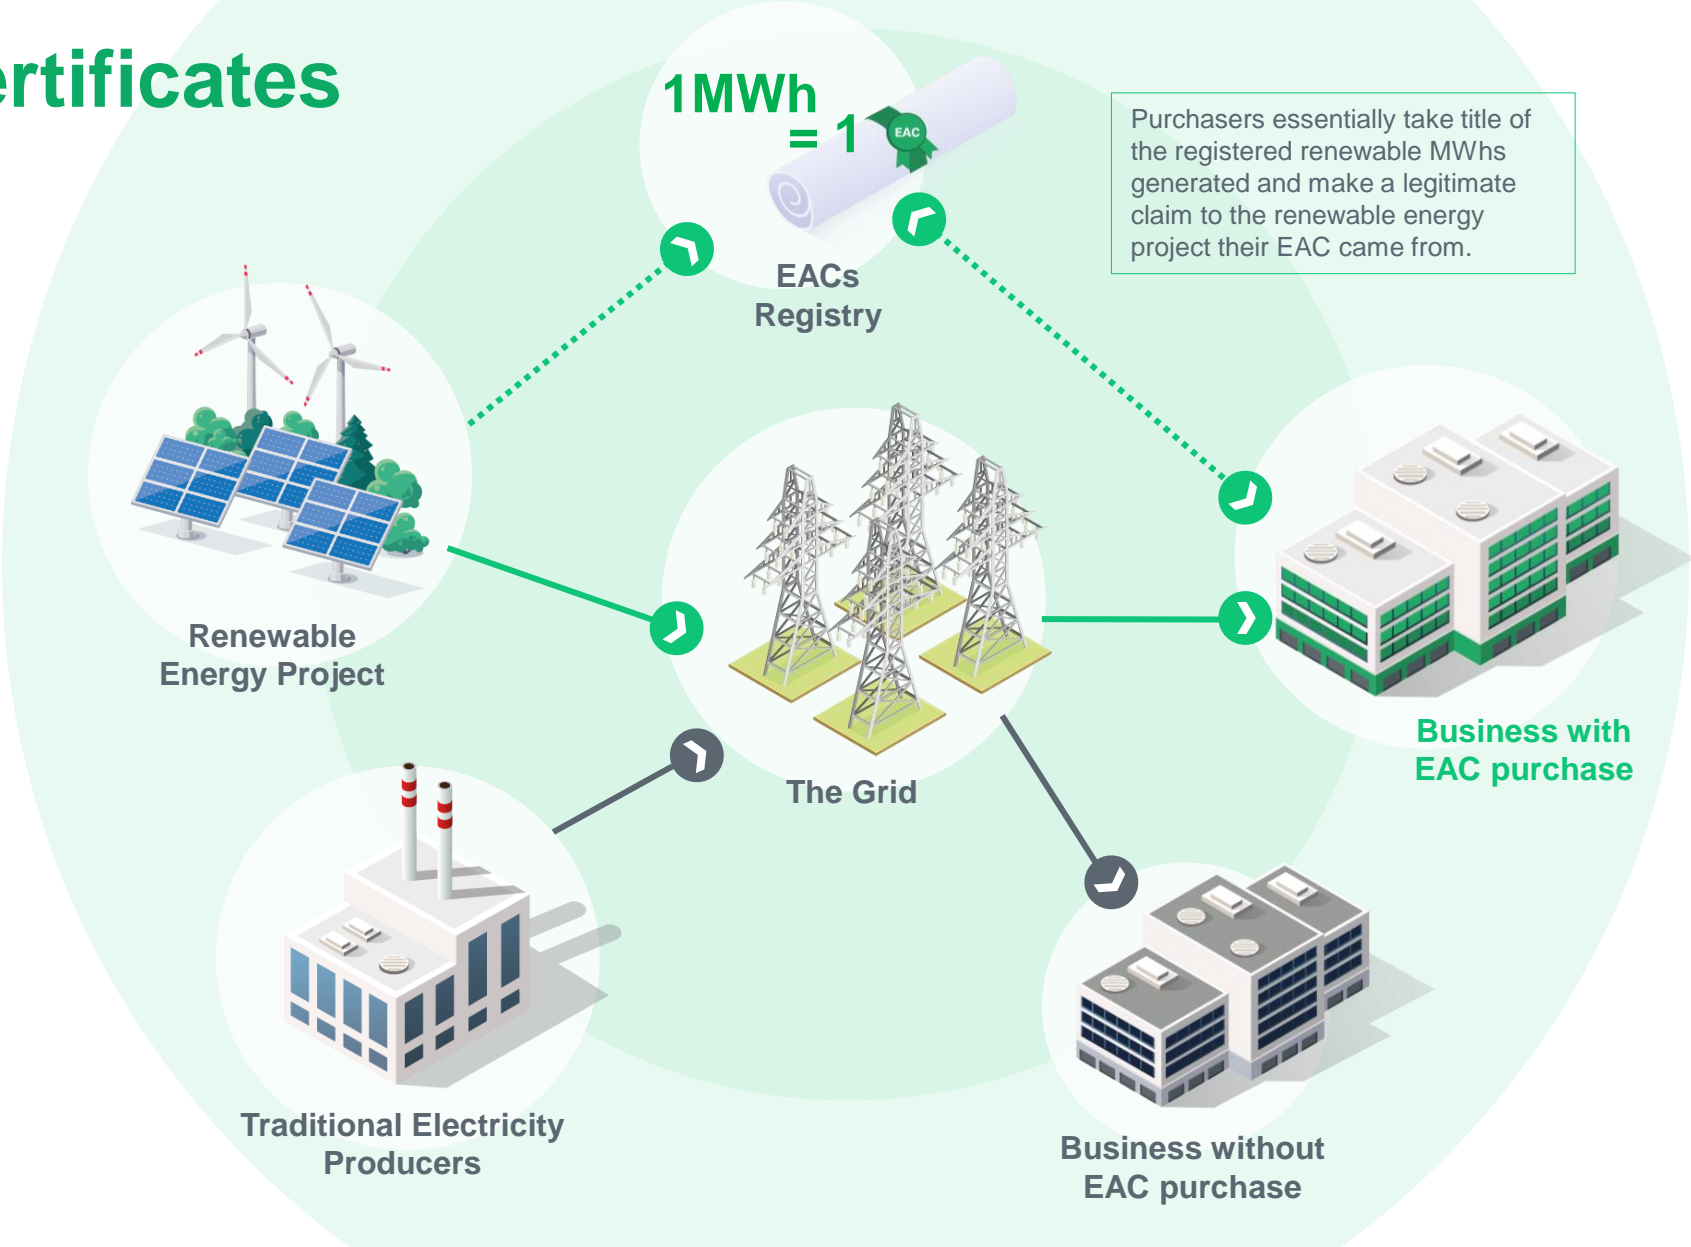 ertificates
1MWh
= 1
EAC
Purchasers essentially take title of
the registered renewable MWhs
generated and make a legitimate
claim to the renewable energy
project their EAC came from.
EACs
Registry
Renewable
Energy Project
The Grid
Business with
EAC purchase
Traditional Electricity
Producers
Business without
EAC purchase